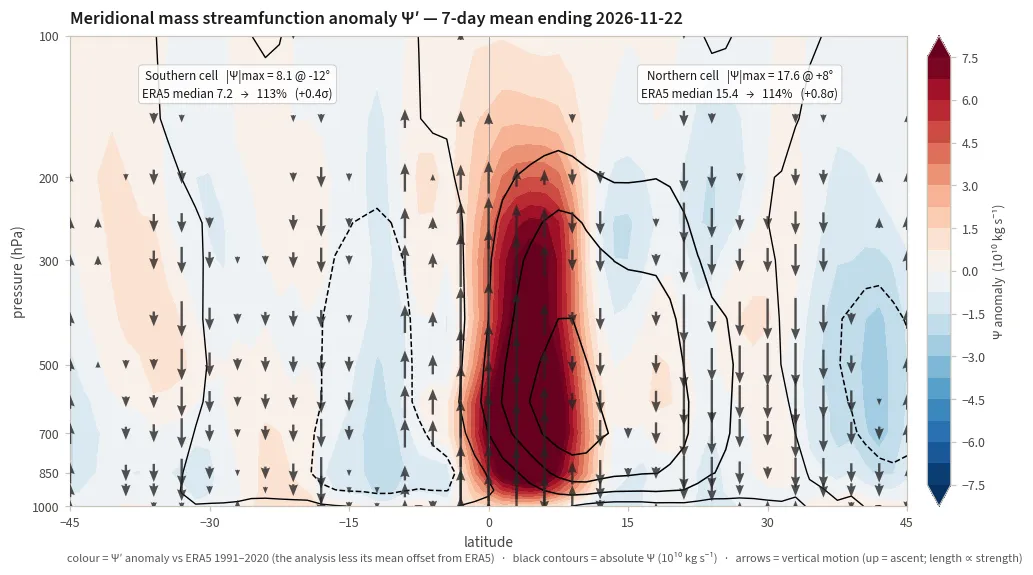 Meridional mass streamfunction anomaly Ψ′ — 7-day mean ending 2026-11-22
Southern cell |Ψ|max = 8.1 @ -12°
ERA5 median 7.2 → 113% (+0.4σ)
Northern cell |Ψ|max = 17.6 @ +8°
ERA5 median 15.4 → 114% (+0.8σ)
100
200
300
500
700
850
1000
pressure (hPa)
−45
−30
−15
0
15
30
45
latitude
7.5
6.0
4.5
3.0
1.5
0.0
−1.5
−3.0
−4.5
−6.0
−7.5
Ψ anomaly (10¹⁰ kg s⁻¹)
colour = Ψ′ anomaly vs ERA5 1991–2020 (the analysis less its mean offset from ERA5) · black contours = absolute Ψ (10¹⁰ kg s⁻¹) · arrows = vertical motion (up = ascent; length ∝ strength)